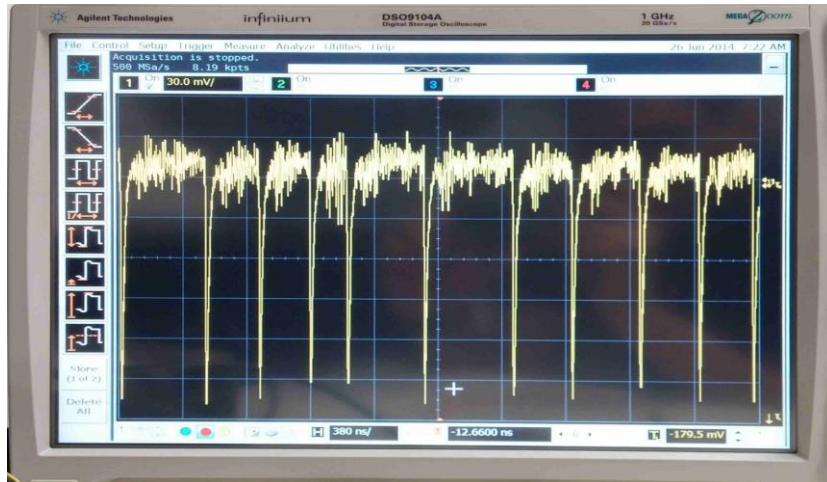 Agilent Technologies
infiniium
DSO9104A
Digital Storage Oscilloscope
1 GHz
20 GSa/s
MEGA Zoom
File Control Setup Trigger Measure Analyze Utilities Help
26 Jun 2014 7:22 AM
Acquisition is stopped.
500 MSa/s 8.19 kpts
1 On 30.0 mV/ 2 On 3 On 4 On
More
(1 of 2)
Delete
All
H 380 ns/ -12.6600 ns T -179.5 mV